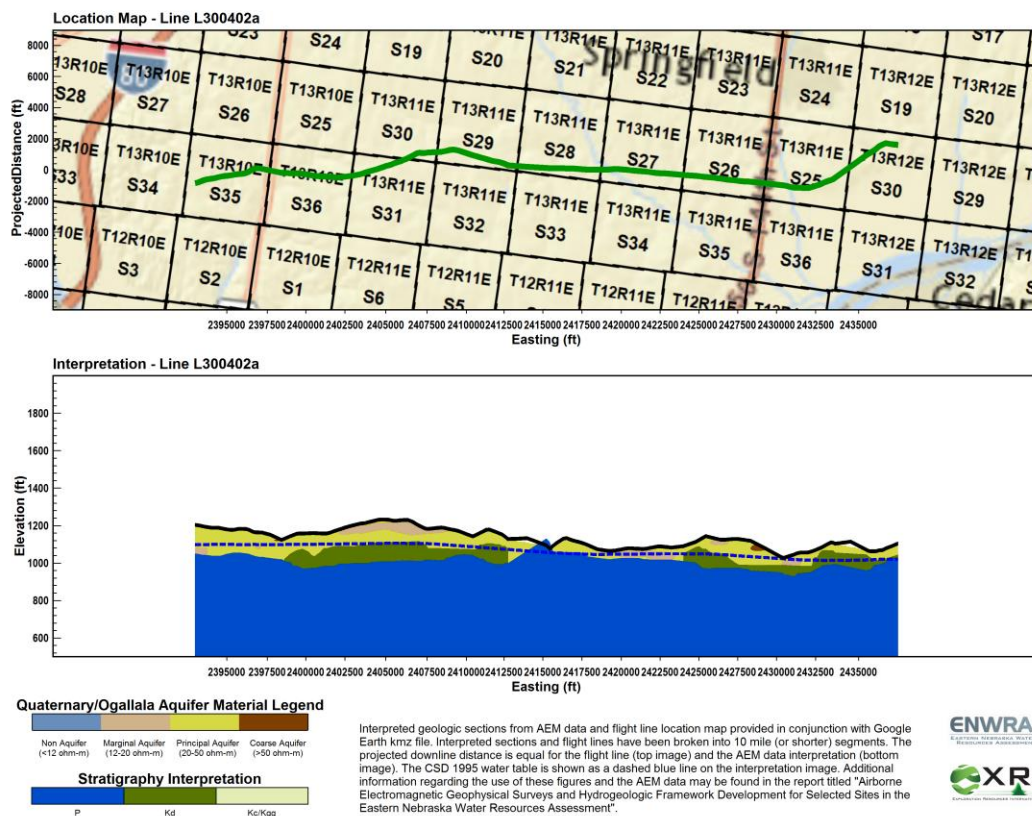 Location Map - Line L300402a
8000
6000
4000
2000
0
-2000
-4000
-6000
-8000
ProjectedDistance (ft)
S23
S24
S19
S20
T13R11E
S21
T13R11E
S22
T13R11E
S23
T13R11E
S24
T13R12E
S19
T13R12E
S20
S17
Springfield
T13R10E
S27
T13R10E
S26
T13R10E
S25
T13R11E
S30
T13R11E
S29
T13R11E
S28
T13R11E
S27
T13R11E
S26
T13R11E
S25
T13R12E
S30
T13R12E
S29
S28
S33
T13R10E
S34
T13R10E
S35
T13R10E
S36
T13R11E
S31
T13R11E
S32
T13R11E
S33
T13R11E
S34
T13R11E
S35
T13R11E
S36
T13R12E
S31
T13R12E
S32
T12R10E
S3
T12R10E
S2
T12R10E
S1
T12R11E
S6
T12R11E
S5
T12R11E
T12R11E
T12R11E
2395000 2397500 2400000 2402500 2405000 2407500 2410000 2412500 2415000 2417500 2420000 2422500 2425000 2427500 2430000 2432500 2435000
Easting (ft)
Interpretation - Line L300402a
1800
1600
1400
1200
1000
800
600
Elevation (ft)
2395000 2397500 2400000 2402500 2405000 2407500 2410000 2412500 2415000 2417500 2420000 2422500 2425000 2427500 2430000 2432500 2435000
Easting (ft)
Quaternary/Ogallala Aquifer Material Legend
Non Aquifer Marginal Aquifer Principal Aquifer Coarse Aquifer
(<12 ohm-m) (12-20 ohm-m) (20-50 ohm-m) (>50 ohm-m)
Stratigraphy Interpretation
P Kd Kc/Kgg
Interpreted geologic sections from AEM data and flight line location map provided in conjunction with Google
Earth kmz file. Interpreted sections and flight lines have been broken into 10 mile (or shorter) segments. The
projected downline distance is equal for the flight line (top image) and the AEM data interpretation (bottom
image). The CSD 1995 water table is shown as a dashed blue line on the interpretation image. Additional
information regarding the use of these figures and the AEM data may be found in the report titled "Airborne
Electromagnetic Geophysical Surveys and Hydrogeologic Framework Development for Selected Sites in the
Eastern Nebraska Water Resources Assessment".
ENWRA
EASTERN NEBRASKA WATER
RESOURCES ASSESSMENT
XR